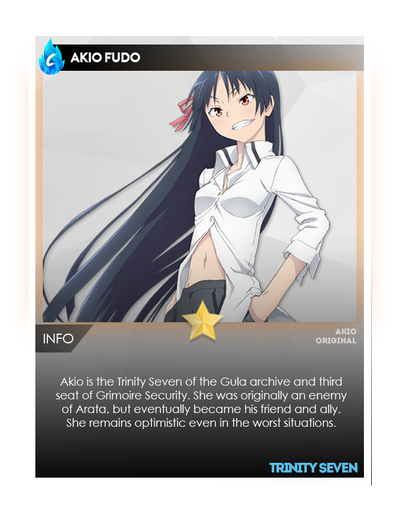 C AKIO FUDO
INFO
AKIO
ORIGINAL
Akio is the Trinity Seven of the Gula archive and third
seat of Grimoire Security. She was originally an enemy
of Arata, but eventually became his friend and ally.
She remains optimistic even in the worst situations.
TRINITY SEVEN